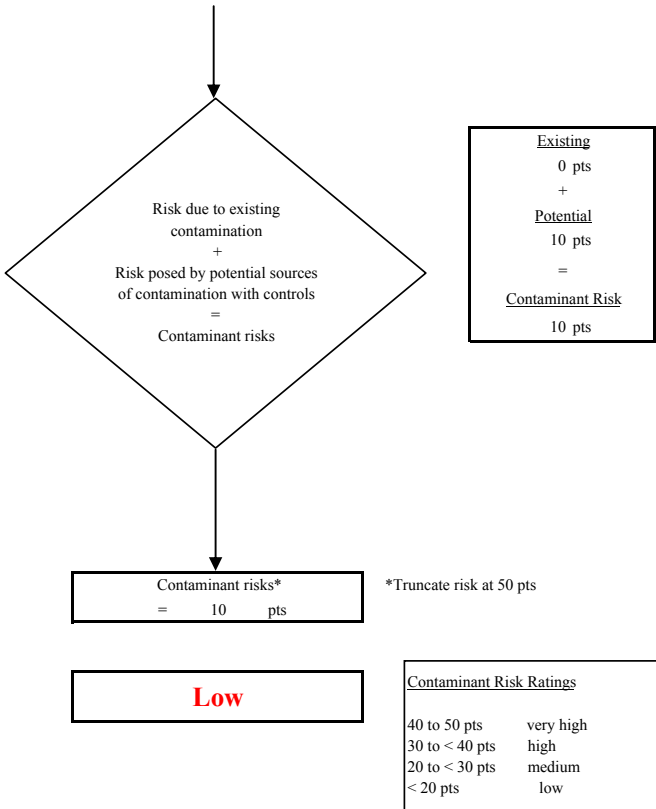 Risk due to existing
contamination
+
Risk posed by potential sources
of contamination with controls
=
Contaminant risks
Existing
0 pts
+
Potential
10 pts
=
Contaminant Risk
10 pts
Contaminant risks*
= 10 pts
*Truncate risk at 50 pts
Low
Contaminant Risk Ratings
40 to 50 pts very high
30 to < 40 pts high
20 to < 30 pts medium
< 20 pts low